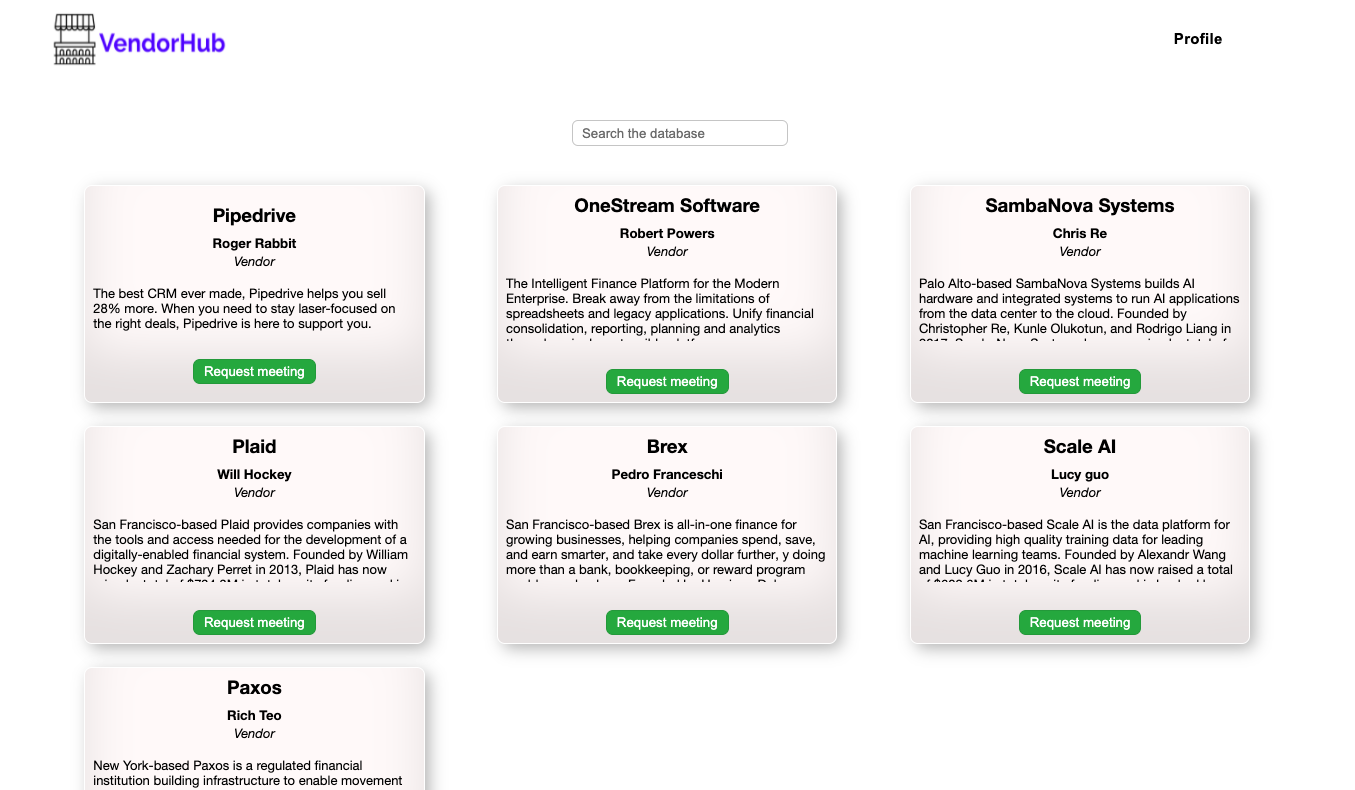 VendorHub
Profile
Search the database
Pipedrive
Roger Rabbit
Vendor
The best CRM ever made, Pipedrive helps you sell
28% more. When you need to stay laser-focused on
the right deals, Pipedrive is here to support you.
Request meeting
OneStream Software
Robert Powers
Vendor
The Intelligent Finance Platform for the Modern
Enterprise. Break away from the limitations of
spreadsheets and legacy applications. Unify financial
consolidation, reporting, planning and analytics
Request meeting
SambaNova Systems
Chris Re
Vendor
Palo Alto-based SambaNova Systems builds AI
hardware and integrated systems to run AI applications
from the data center to the cloud. Founded by
Christopher Re, Kunle Olukotun, and Rodrigo Liang in
Request meeting
Plaid
Will Hockey
Vendor
San Francisco-based Plaid provides companies with
the tools and access needed for the development of a
digitally-enabled financial system. Founded by William
Hockey and Zachary Perret in 2013, Plaid has now
Request meeting
Brex
Pedro Franceschi
Vendor
San Francisco-based Brex is all-in-one finance for
growing businesses, helping companies spend, save,
and earn smarter, and take every dollar further, y doing
more than a bank, bookkeeping, or reward program
Request meeting
Scale AI
Lucy guo
Vendor
San Francisco-based Scale AI is the data platform for
AI, providing high quality training data for leading
machine learning teams. Founded by Alexandr Wang
and Lucy Guo in 2016, Scale AI has now raised a total
Request meeting
Paxos
Rich Teo
Vendor
New York-based Paxos is a regulated financial
institution building infrastructure to enable movement